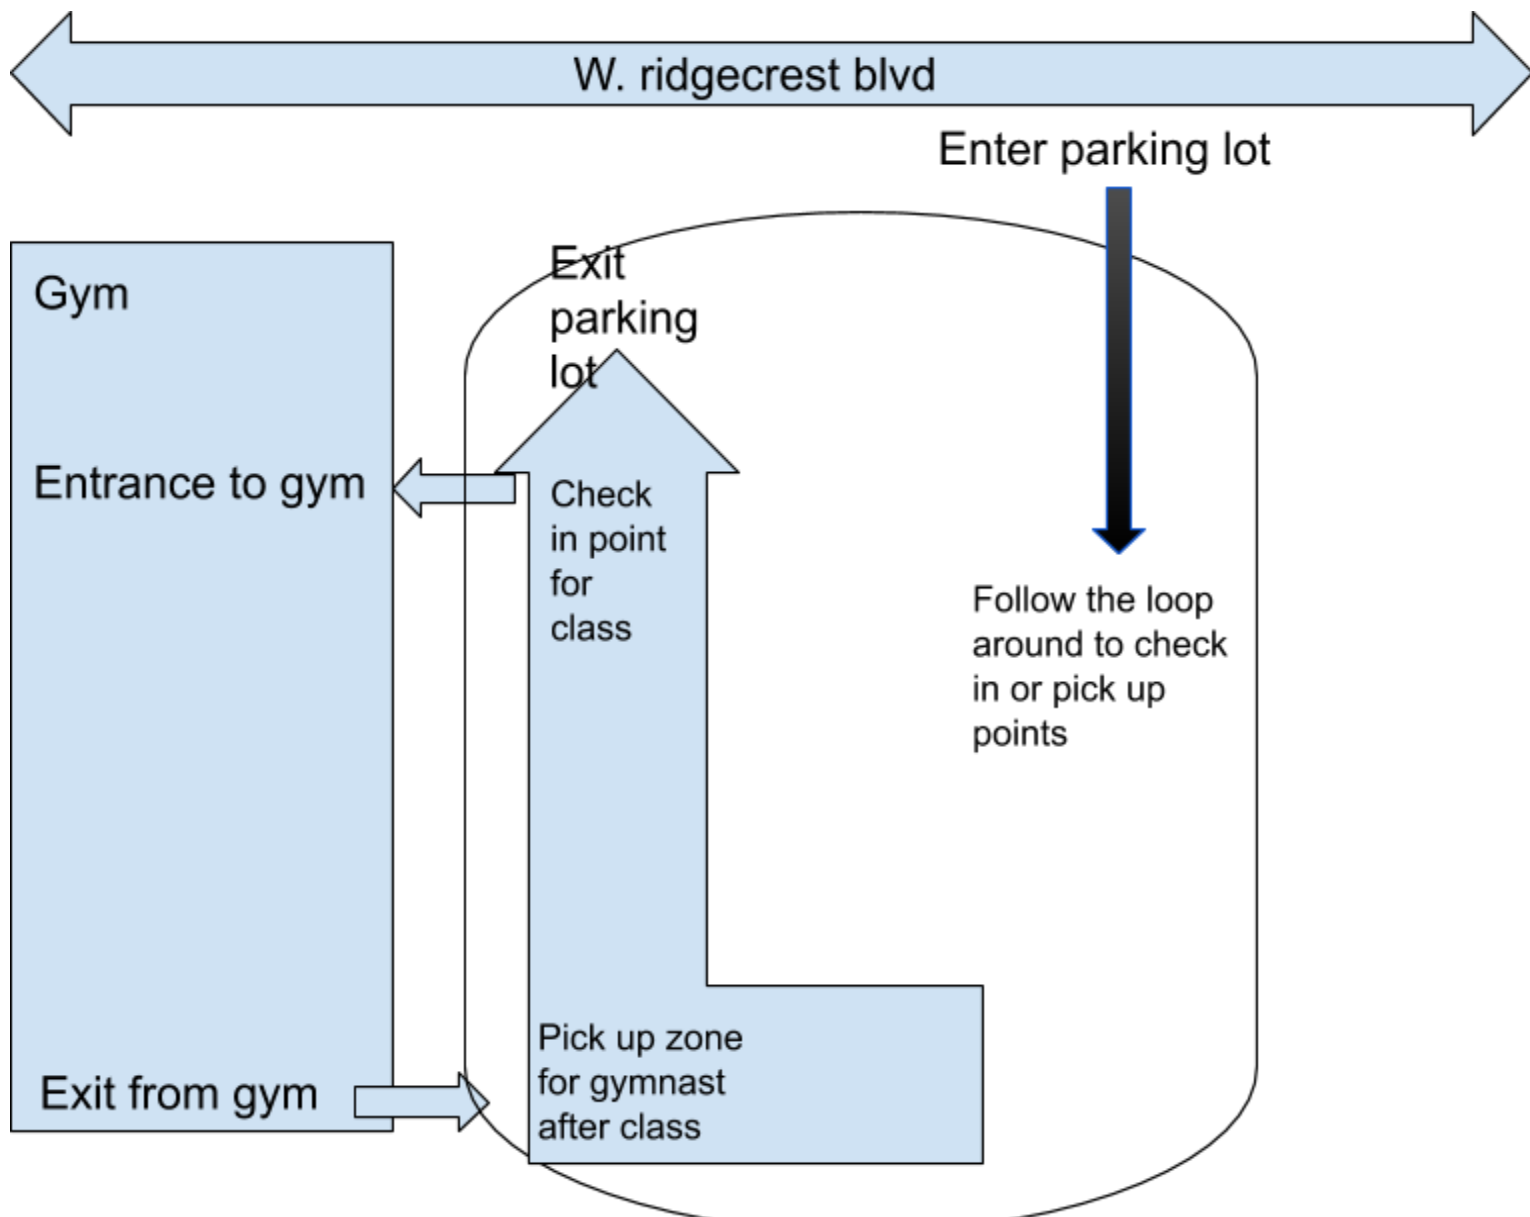 W. ridgecrest blvd
Enter parking lot
Exit
parking
lot
Gym
Entrance to gym
Check
in point
for
class
Follow the loop
around to check
in or pick up
points
Pick up zone
for gymnast
after class
Exit from gym